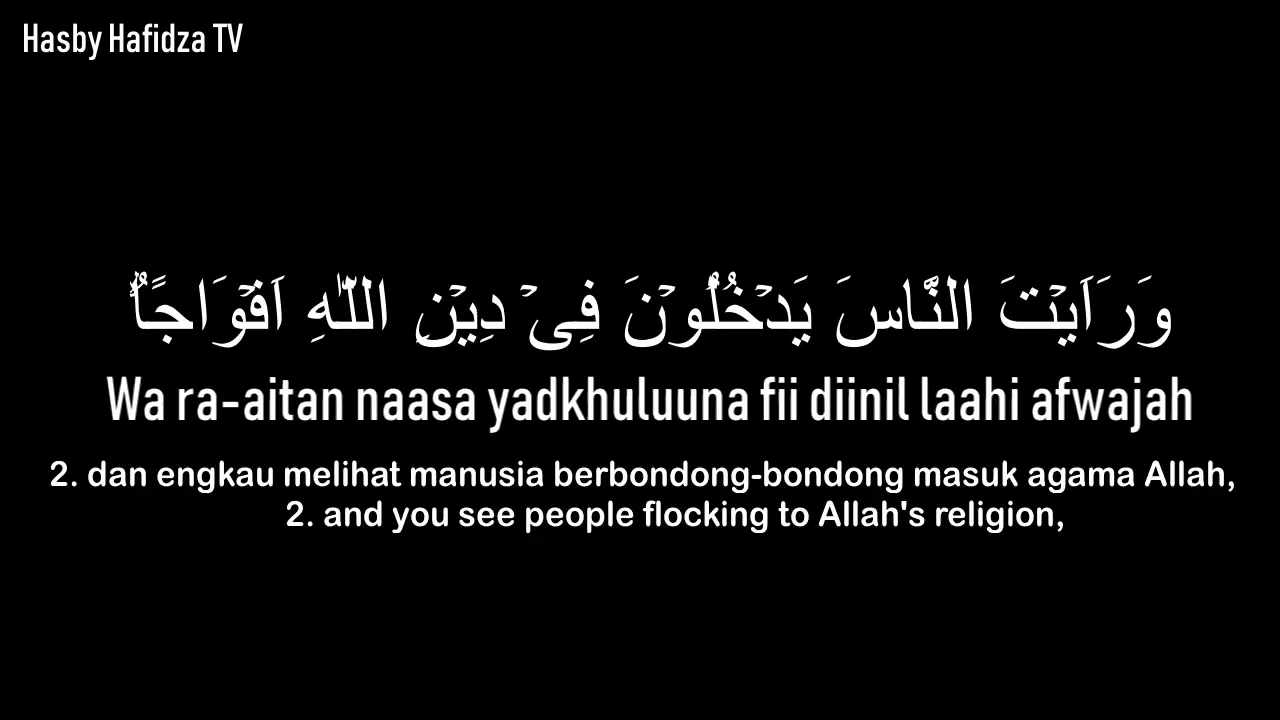 Hasby Hafidza TV
وَرَاَيۡتَ النَّاسَ يَدۡخُلُوۡنَ فِىۡ دِيۡنِ اللّٰهِ اَفۡوَاجًا ۙ
Wa ra-aitan naasa yadkhuluuna fii diinil laahi afwajah
2. dan engkau melihat manusia berbondong-bondong masuk agama Allah,
2. and you see people flocking to Allah's religion,